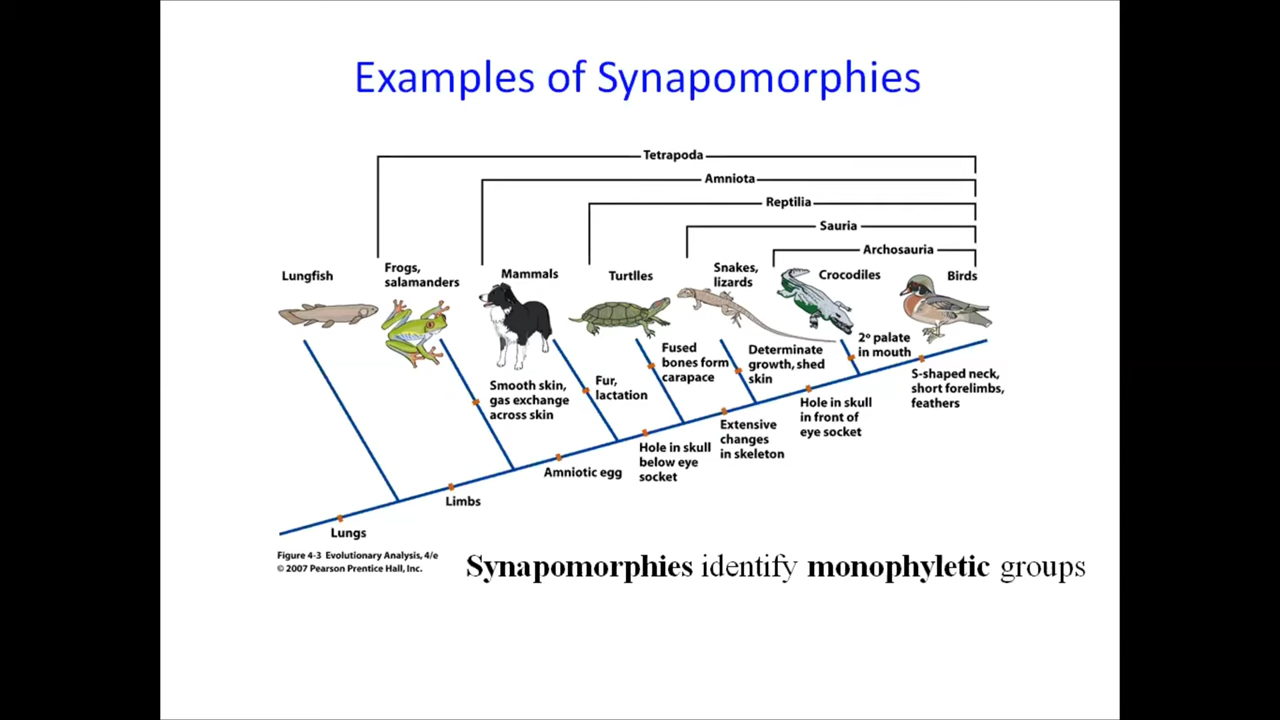 Examples of Synapomorphies
Tetrapoda
Amniota
Reptilia
Sauria
Archosauria
Lungfish
Frogs,
salamanders
Mammals
Turtlles
Snakes,
lizards
Crocodiles
Birds
Smooth skin,
gas exchange
across skin
Fur,
lactation
Fused
bones form
carapace
Determinate
growth, shed
skin
2º palate
in mouth
S-shaped neck,
short forelimbs,
feathers
Hole in skull
in front of
eye socket
Extensive
changes
in skeleton
Hole in skull
below eye
socket
Amniotic egg
Limbs
Lungs
Figure 4-3 Evolutionary Analysis, 4/e
© 2007 Pearson Prentice Hall, Inc.
Synapomorphies identify monophyletic groups